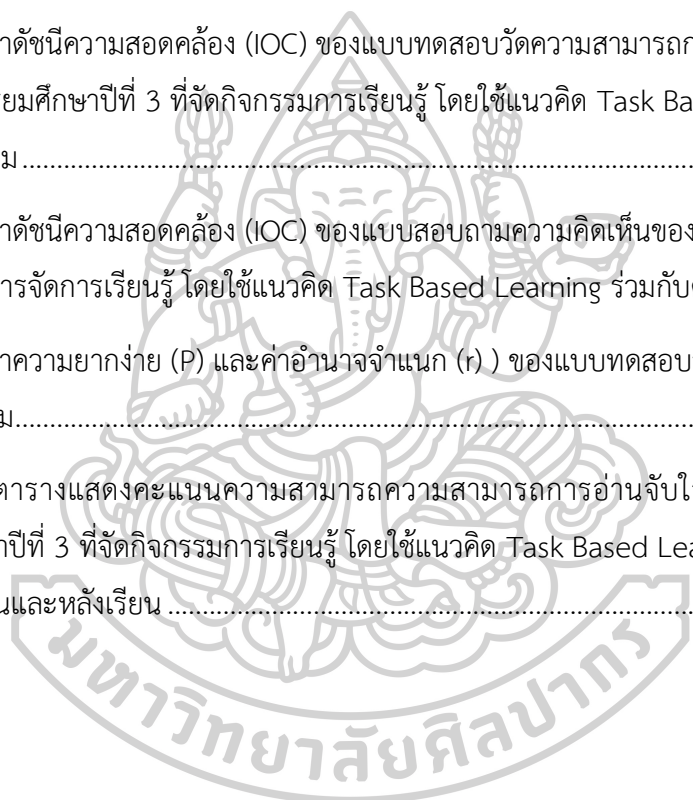 าดัชนีความสอดคล้อง (IOC) ของแบบทดสอบวัดความสามารถก
ยมศึกษาปีที่ 3 ที่จัดกิจกรรมการเรียนรู้ โดยใช้แนวคิด Task Ba
ม ........................................................................................
าดัชนีความสอดคล้อง (IOC) ของแบบสอบถามความคิดเห็นของ
การจัดการเรียนรู้ โดยใช้แนวคิด Task Based Learning ร่วมกับ
าความยากง่าย (P) และค่าอำนาจจำแนก (r) ) ของแบบทดสอบ
ม........................................................................................
ตารางแสดงคะแนนความสามารถความสามารถการอ่านจับใ
าปีที่ 3 ที่จัดกิจกรรมการเรียนรู้ โดยใช้แนวคิด Task Based Lea
นและหลังเรียน ........................................................................
มหาวิทยาลัยศิลปากร